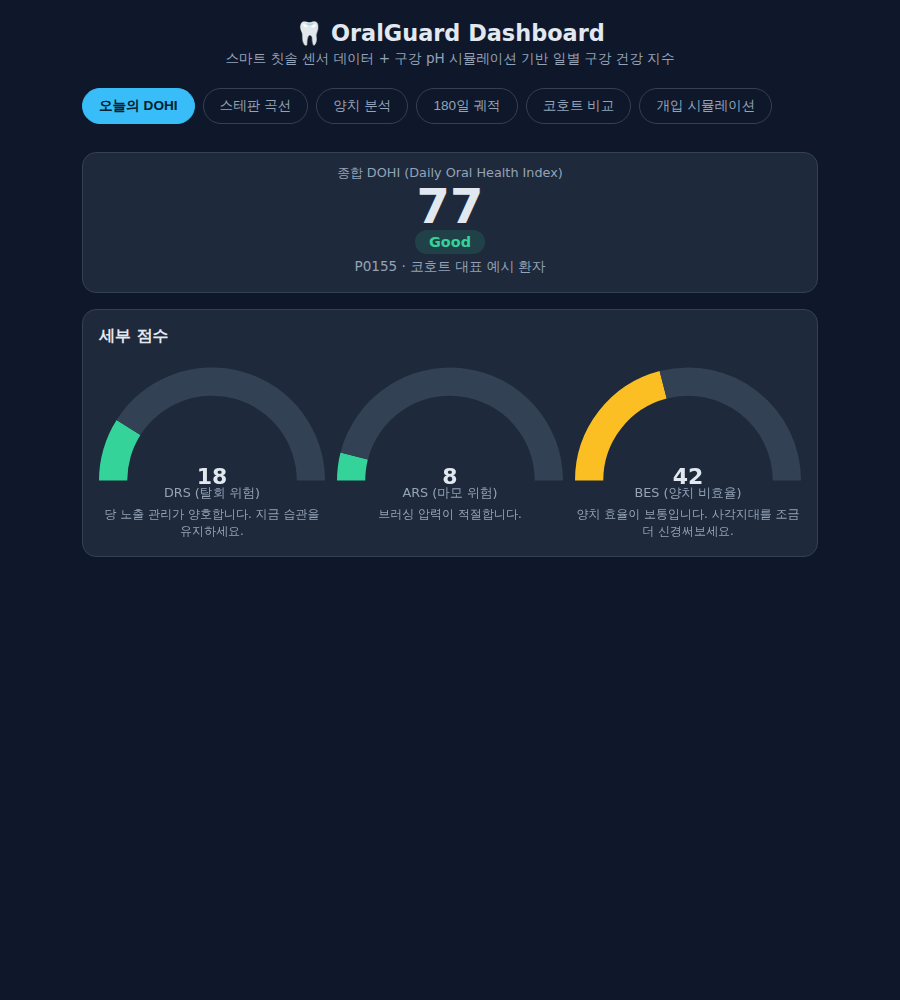 🦷 OralGuard Dashboard
스마트 칫솔 센서 데이터 + 구강 pH 시뮬레이션 기반 일별 구강 건강 지수
오늘의 DOHI
스테판 곡선
양치 분석
180일 궤적
코호트 비교
개입 시뮬레이션
종합 DOHI (Daily Oral Health Index)
77
Good
P0155 · 코호트 대표 예시 환자
세부 점수
18
DRS (탈회 위험)
당 노출 관리가 양호합니다. 지금 습관을
유지하세요.
8
ARS (마모 위험)
브러싱 압력이 적절합니다.
42
BES (양치 비효율)
양치 효율이 보통입니다. 사각지대를 조금
더 신경써보세요.